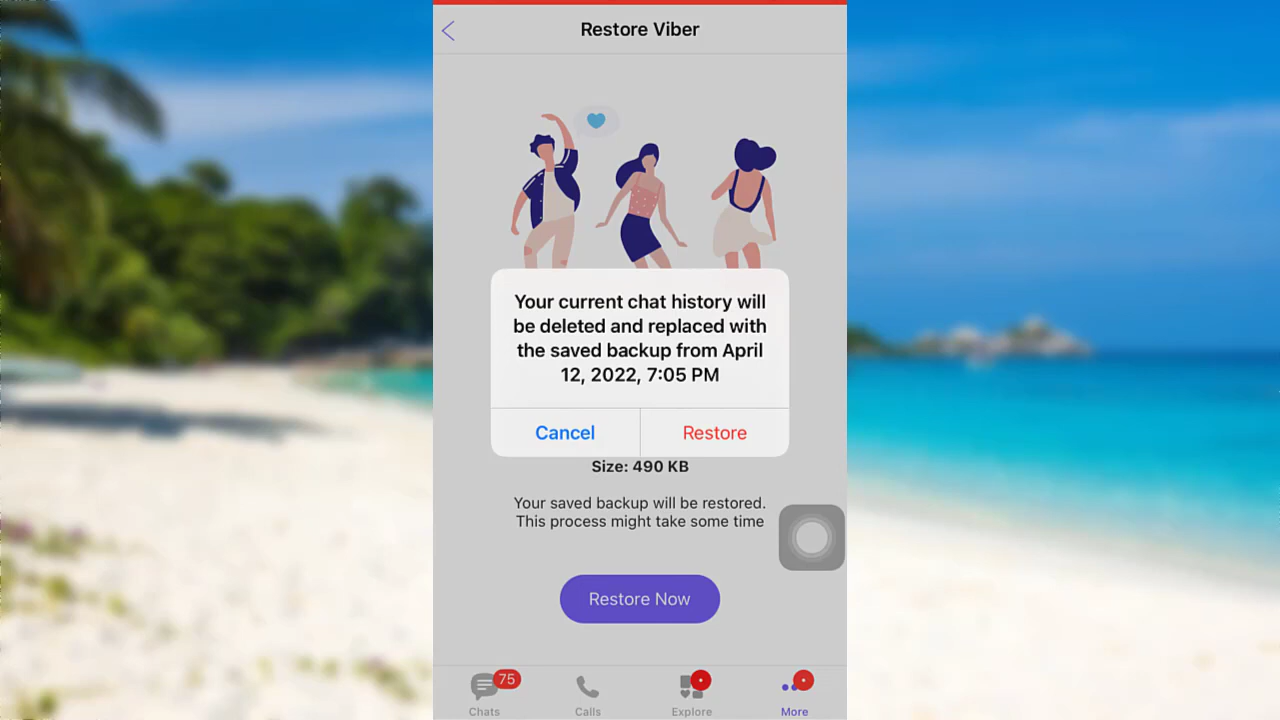 Restore Viber
Your current chat history will
be deleted and replaced with
the saved backup from April
12, 2022, 7:05 PM
Cancel
Restore
Size: 490 KB
Your saved backup will be restored.
This process might take some time
Restore Now
75
Chats
Calls
Explore
More